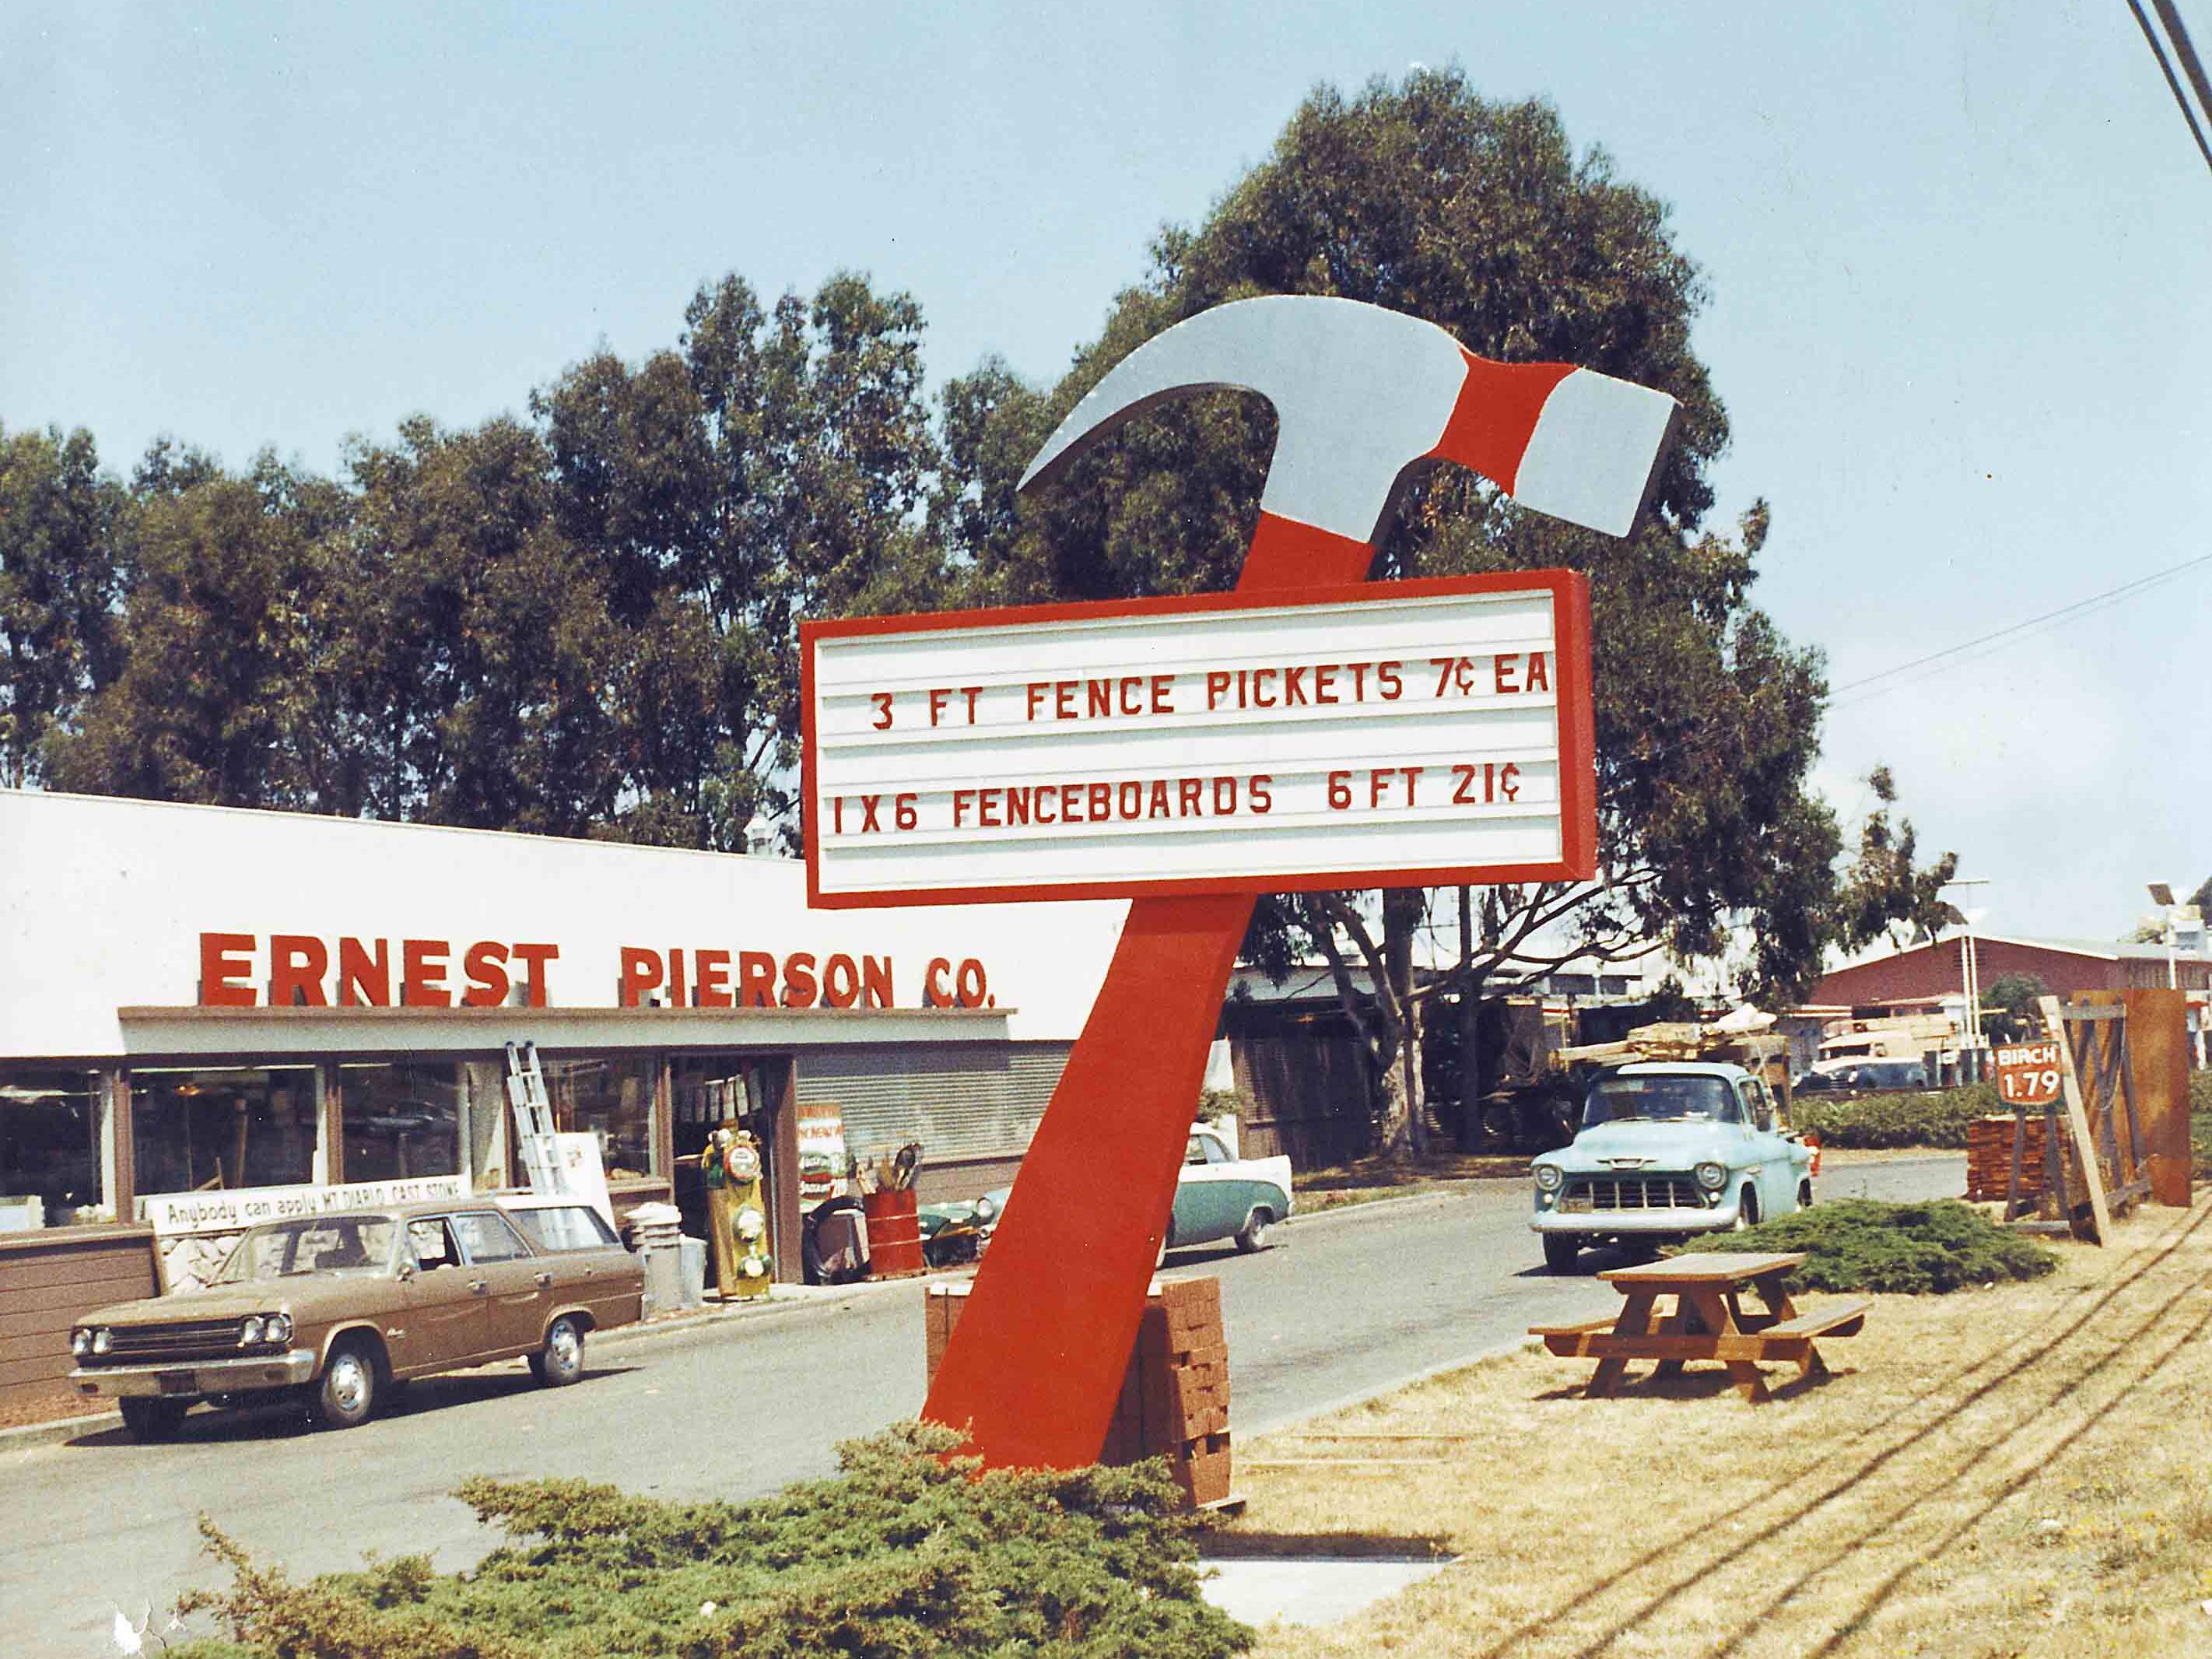 3 FT FENCE PICKETS 7¢ EA
1X6 FENCEBOARDS 6 FT 21¢
ERNEST PIERSON CO.
BIRCH
1.79
Anybody can apply MT. DIABLO CAST STONE